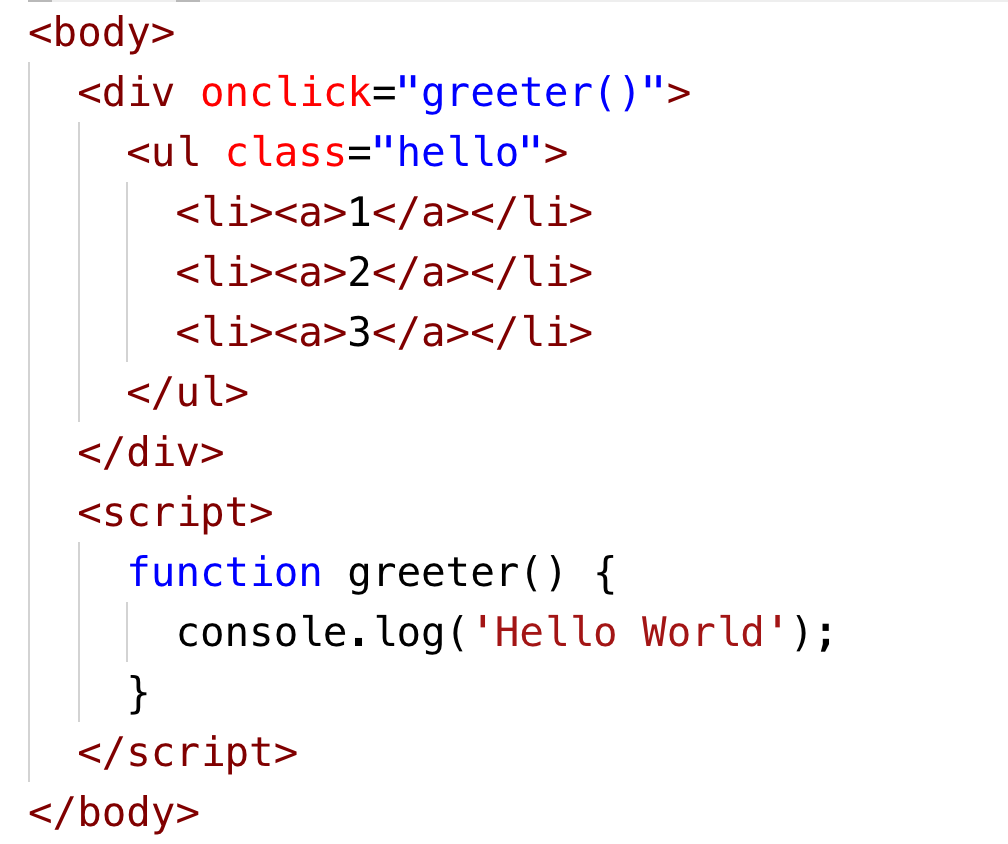 <body>
<div onclick="greeter()">
<ul class="hello">
<li><a>1</a></li>
<li><a>2</a></li>
<li><a>3</a></li>
</ul>
</div>
<script>
function greeter() {
console.log('Hello World');
}
</script>
</body>